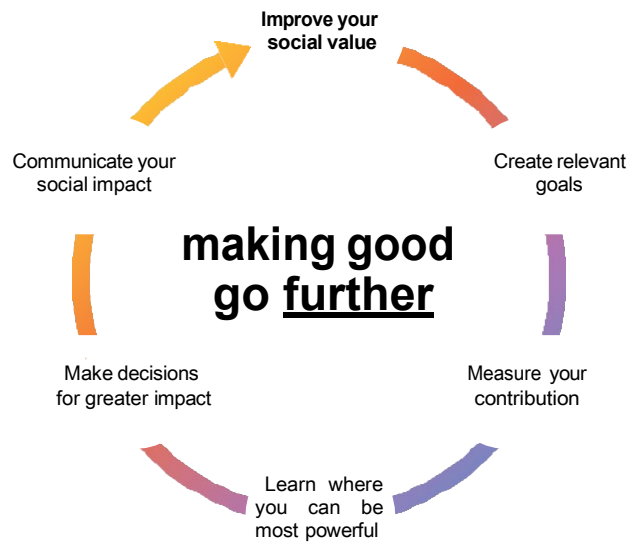 Improve your
social value
Create relevant
goals
Measure your
contribution
Learn where
you can be
most powerful
Make decisions
for greater impact
Communicate your
social impact
making good
go further